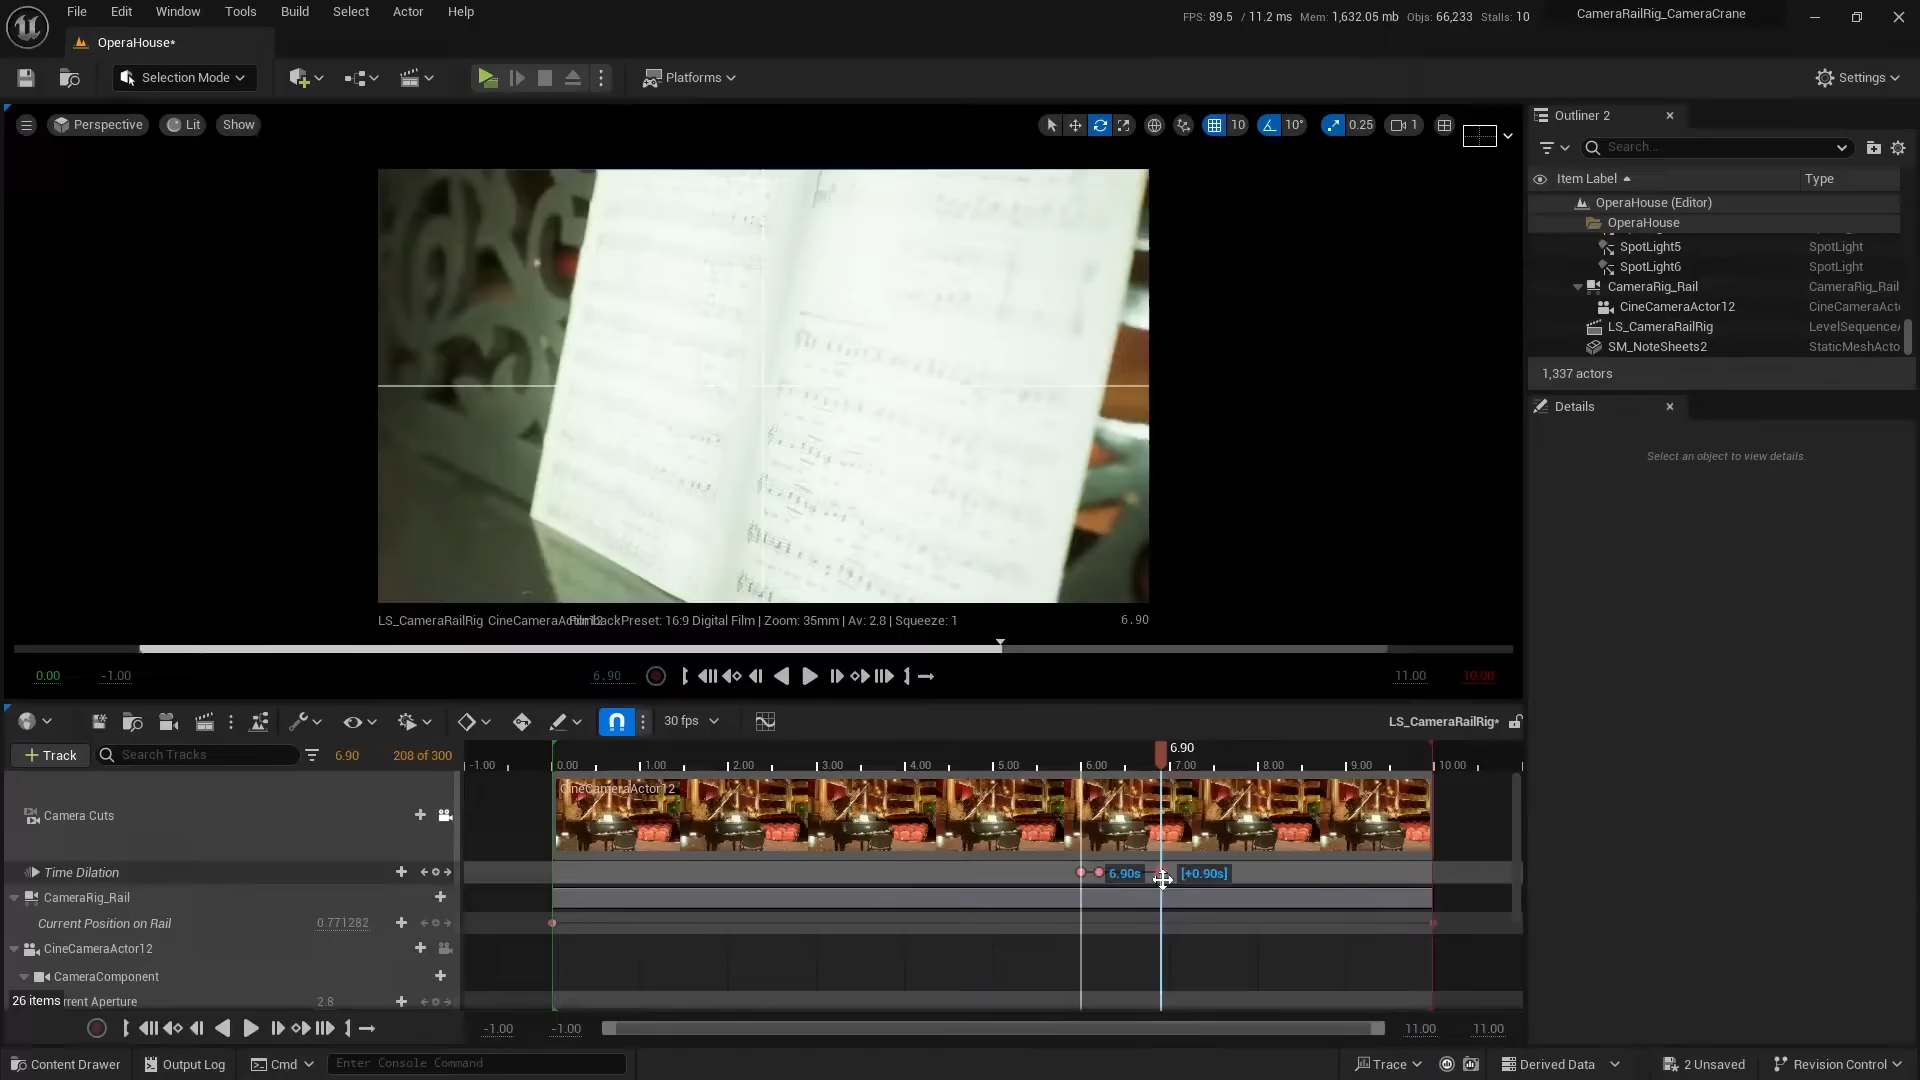 File Edit Window Tools Build Select Actor Help
FPS: 89.5 / 11.2 ms Mem: 1,632.05 mb Objs: 66,233 Stalls: 10
CameraRailRig_CameraCrane
OperaHouse*
Selection Mode
Platforms
Settings
Perspective Lit Show
10 10° 0.25 1
Outliner 2
Search...
Item Label Type
OperaHouse (Editor)
OperaHouse
SpotLight5 SpotLight
SpotLight6 SpotLight
CameraRig_Rail CameraRig_Rail
CineCameraActor12 CineCameraActo
LS_CameraRailRig LevelSequenceA
SM_NoteSheets2 StaticMeshActo
1,337 actors
Details
Select an object to view details.
LS_CameraRailRig CineCameraActor12 FilmbackPreset: 16:9 Digital Film | Zoom: 35mm | Av: 2.8 | Squeeze: 1 6.90
0.00 -1.00 6.90 11.00 10.00
30 fps LS_CameraRailRig*
Track Search Tracks 6.90 208 of 300
6.90
-1.00 0.00 1.00 2.00 3.00 4.00 5.00 6.00 7.00 8.00 9.00 10.00
CineCameraActor12
Camera Cuts
Time Dilation 6.90s [+0.90s]
CameraRig_Rail
Current Position on Rail 0.771282
CineCameraActor12
CameraComponent
26 items rrent Aperture 2.8
-1.00 -1.00 11.00 11.00
Content Drawer Output Log Cmd Enter Console Command Trace Derived Data 2 Unsaved Revision Control